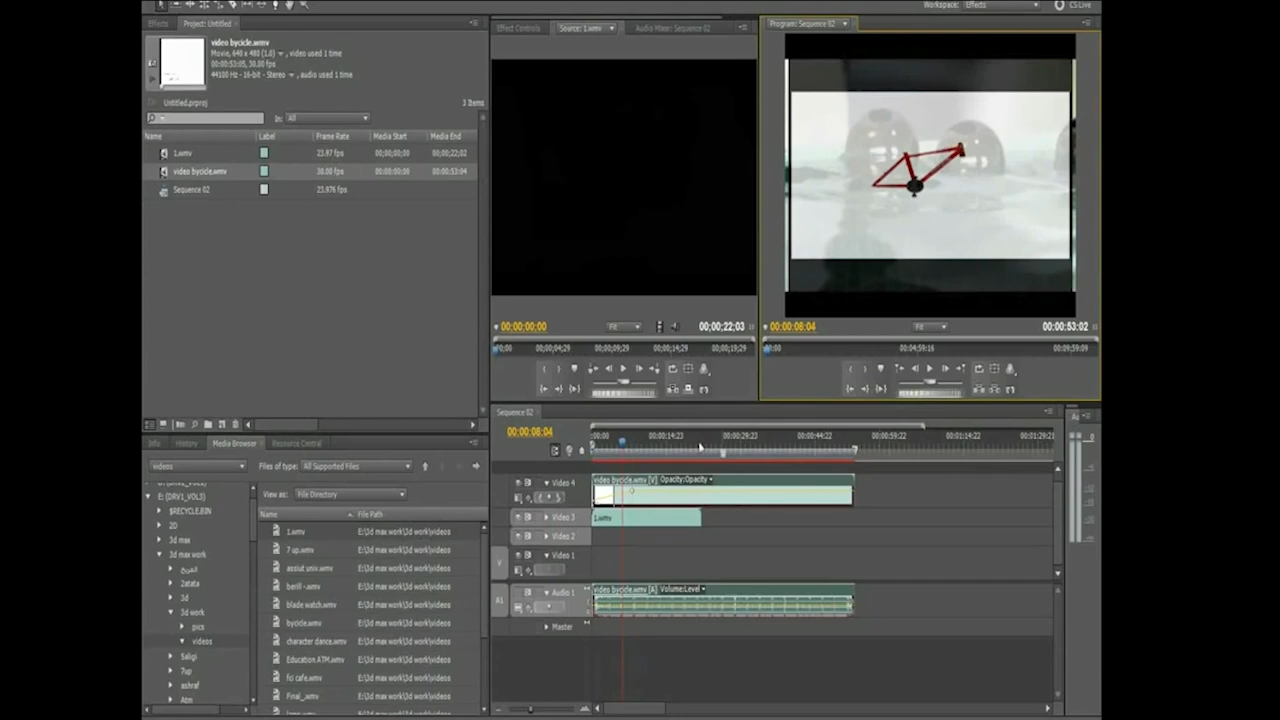 Workspace: Effects
CS Live
Effects
Project: Untitled
Effect Controls
Source: 1.wmv
Audio Mixer: Sequence 02
Program: Sequence 02
video bycicle.wmv
Movie, 640 x 480 (1.0) , video used 1 time
00:00:53:05, 30.00 fps
44100 Hz - 16-bit - Stereo , audio used 1 time
Untitled.prproj
3 Items
In: All
Name Label Frame Rate Media Start Media End
1.wmv 23.97 fps 00;00;00;00 00;00;22;02
video bycicle.wmv 30.00 fps 00:00:00:00 00:00:53:04
Sequence 02 23.976 fps
00;00;00;00 Fit 00;00;22;03
00:00:08:04 Fit 00:00:53:02
00;00;04;29 00;00;09;29 00;00;14;29 00;00;19;29
00:04:59:16 00:09:59:09
Sequence 02
00:00:08:04
00:00:14:23 00:00:29:23 00:00:44:22 00:00:59:22 00:01:14:22 00:01:29:21
Video 4
video bycicle.wmv [V] Opacity:Opacity
Video 3
1.wmv
Video 2
V Video 1
A1 Audio 1
video bycicle.wmv [A] Volume:Level
Master
Info History Media Browser Resource Central
videos
Files of type: All Supported Files
View as: File Directory
E: (DRV1_VOL3)
$RECYCLE.BIN
2D
3d max
3d max work
2atata
3d
3d work
pics
videos
Saligi
7up
ashraf
Atm
Name File Path
1.wmv E:\3d max work\3d work\videos
7 up.wmv E:\3d max work\3d work\videos
assiut univ.wmv E:\3d max work\3d work\videos
berill -.wmv E:\3d max work\3d work\videos
blade watch.wmv E:\3d max work\3d work\videos
bycicle.wmv E:\3d max work\3d work\videos
character dance.wmv E:\3d max work\3d work\videos
Education ATM.wmv E:\3d max work\3d work\videos
fci cafe.wmv E:\3d max work\3d work\videos
Final_.wmv E:\3d max work\3d work\videos